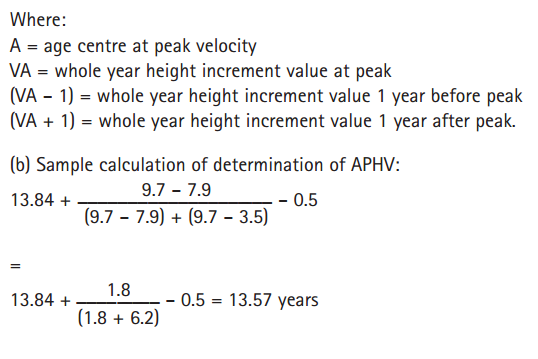 Where:
A = age centre at peak velocity
VA = whole year height increment value at peak
(VA – 1) = whole year height increment value 1 year before peak
(VA + 1) = whole year height increment value 1 year after peak.
(b) Sample calculation of determination of APHV:
9.7 – 7.9
13.84 + ———————— – 0.5
(9.7 – 7.9) + (9.7 – 3.5)
=
1.8
13.84 + ———— – 0.5 = 13.57 years
(1.8 + 6.2)